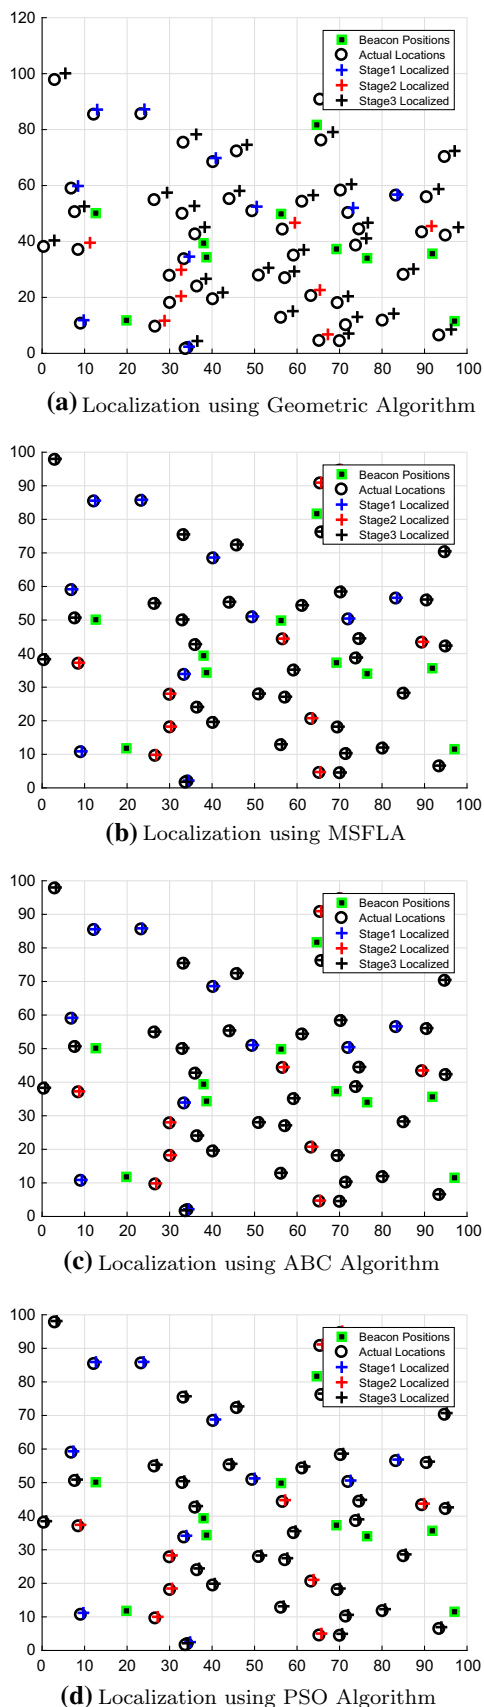 120
100
80
60
40
20
0
0 10 20 30 40 50 60 70 80 90 100
Beacon Positions
Actual Locations
Stage1 Localized
Stage2 Localized
Stage3 Localized
(a) Localization using Geometric Algorithm
100
90
80
70
60
50
40
30
20
10
0
0 10 20 30 40 50 60 70 80 90 100
Beacon Positions
Actual Locations
Stage1 Localized
Stage2 Localized
Stage3 Localized
(b) Localization using MSFLA
100
90
80
70
60
50
40
30
20
10
0
0 10 20 30 40 50 60 70 80 90 100
Beacon Positions
Actual Locations
Stage1 Localized
Stage2 Localized
Stage3 Localized
(c) Localization using ABC Algorithm
100
90
80
70
60
50
40
30
20
10
0
0 10 20 30 40 50 60 70 80 90 100
Beacon Positions
Actual Locations
Stage1 Localized
Stage2 Localized
Stage3 Localized
(d) Localization using PSO Algorithm